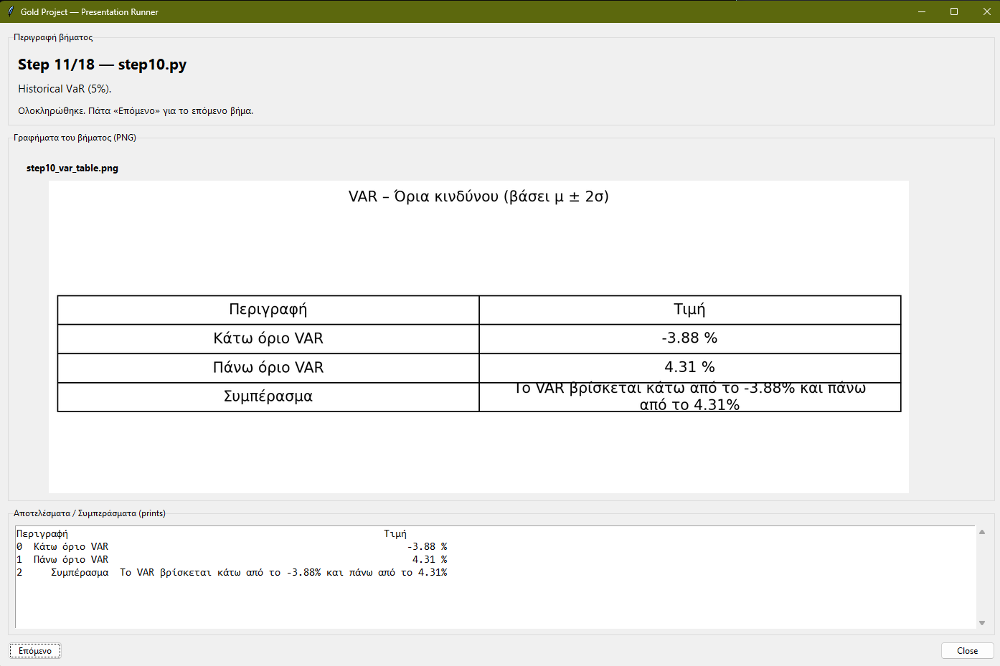 Gold Project — Presentation Runner
Περιγραφή βήματος
Step 11/18 — step10.py
Historical VaR (5%).
Ολοκληρώθηκε. Πάτα «Επόμενο» για το επόμενο βήμα.
Γραφήματα του βήματος (PNG)
step10_var_table.png
VAR – Όρια κινδύνου (βάσει μ ± 2σ)
Περιγραφή Τιμή
Κάτω όριο VAR -3.88 %
Πάνω όριο VAR 4.31 %
Συμπέρασμα Το VAR βρίσκεται κάτω από το -3.88% και πάνω
από το 4.31%
Αποτελέσματα / Συμπεράσματα (prints)
Περιγραφή Τιμή
0 Κάτω όριο VAR -3.88 %
1 Πάνω όριο VAR 4.31 %
2 Συμπέρασμα Το VAR βρίσκεται κάτω από το -3.88% και πάνω από το 4.31%
Επόμενο Close